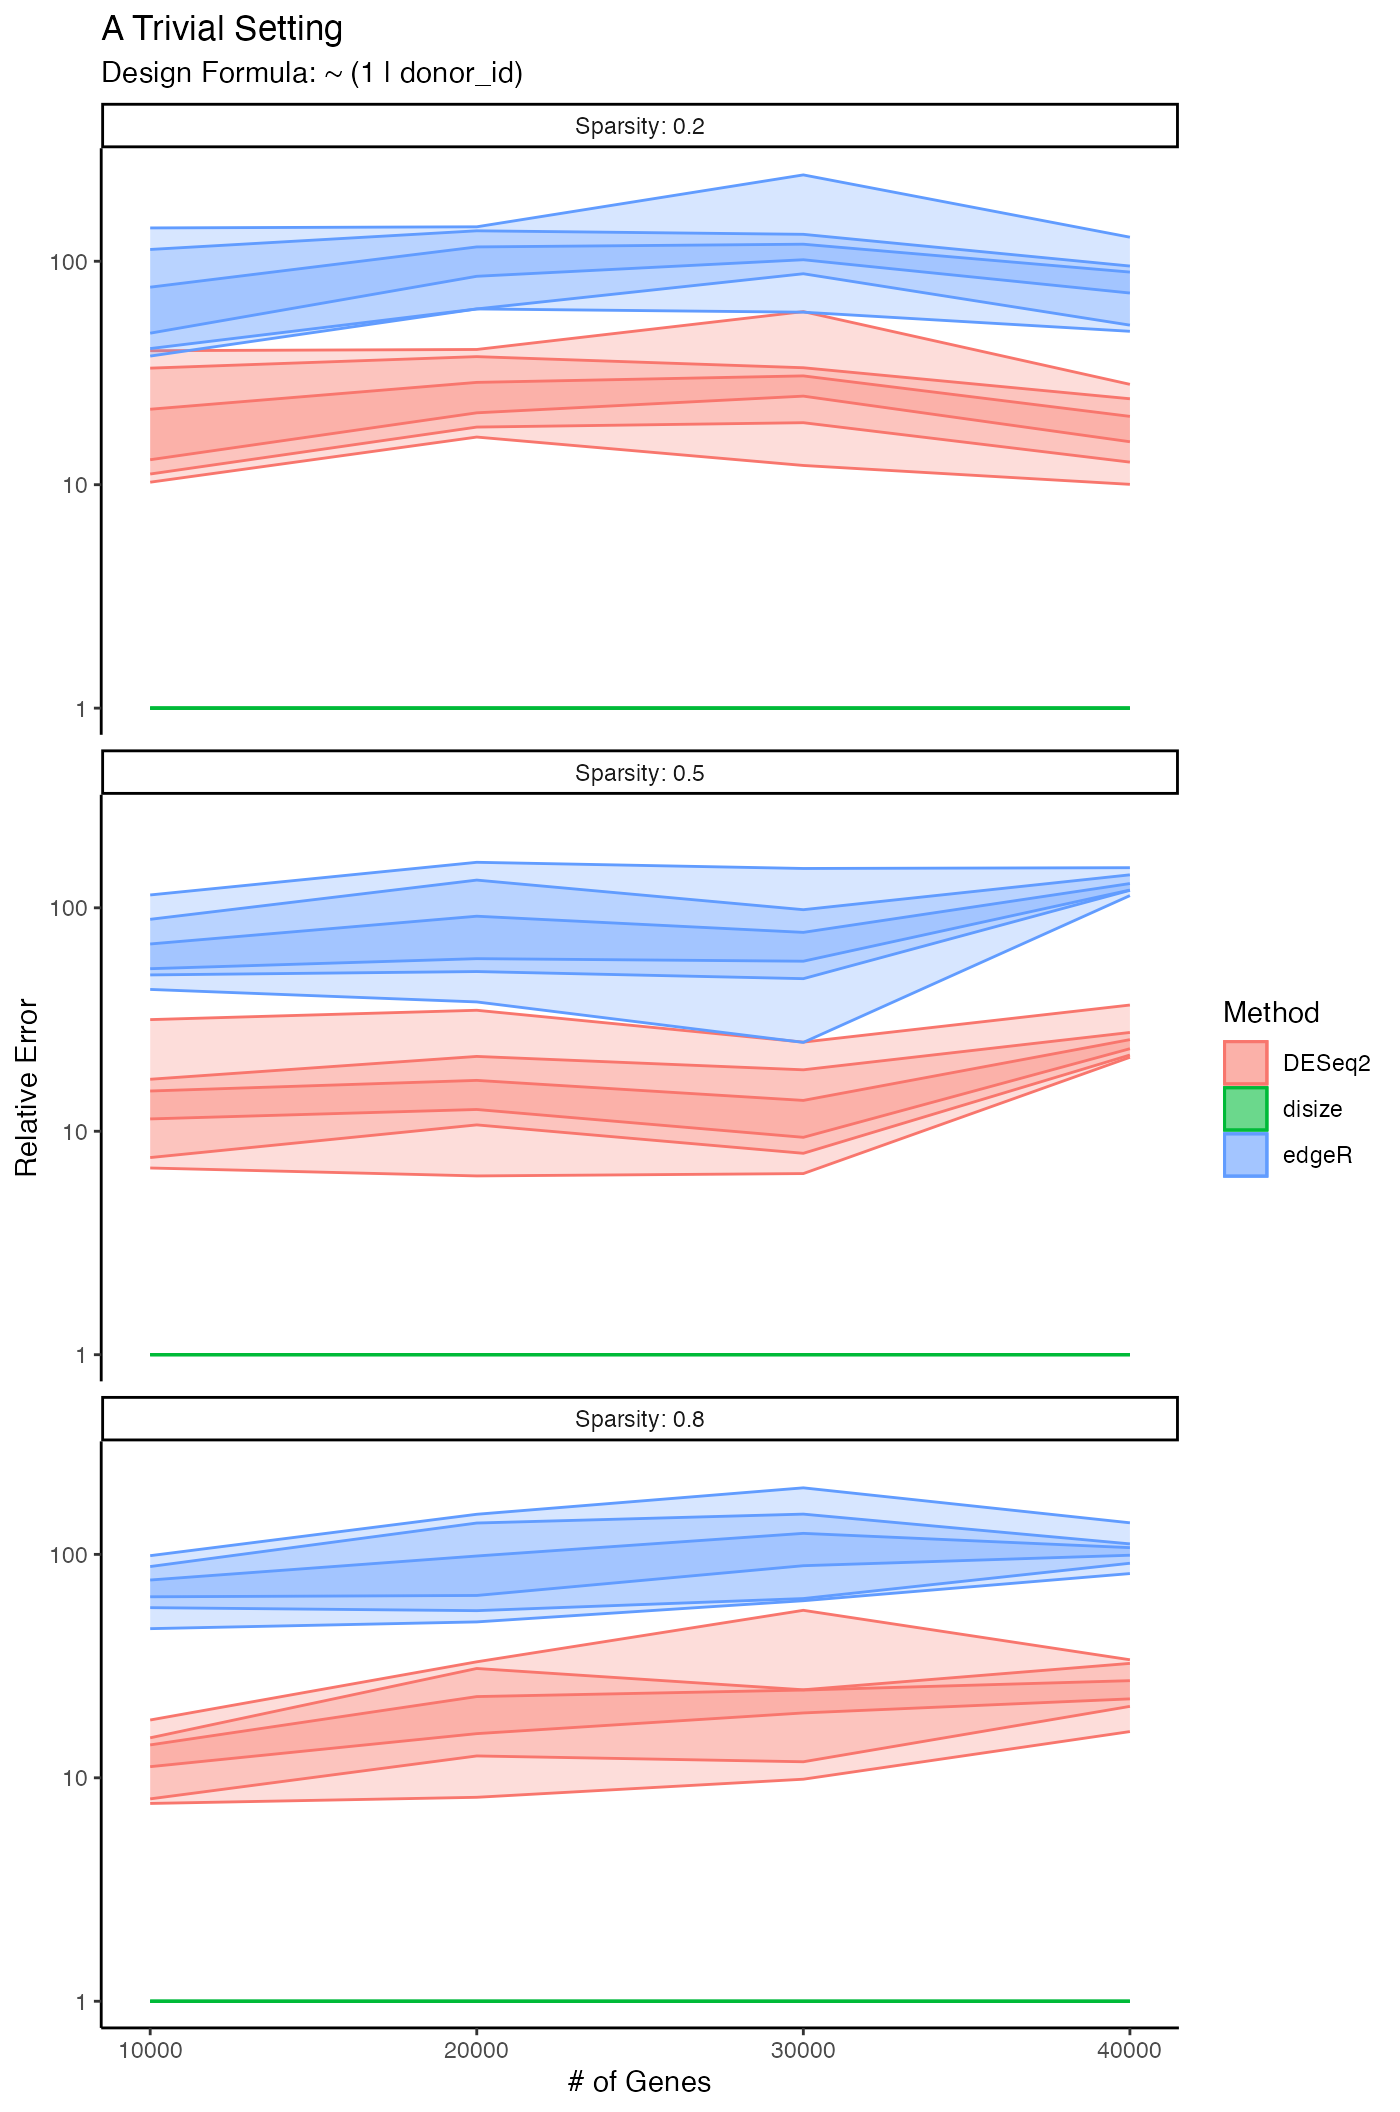 A Trivial Setting
Design Formula: ~ (1 | donor_id)
Sparsity: 0.2
100
10
1
Sparsity: 0.5
100
10
1
Relative Error
Method
DESeq2
disize
edgeR
Sparsity: 0.8
100
10
1
10000 20000 30000 40000
# of Genes